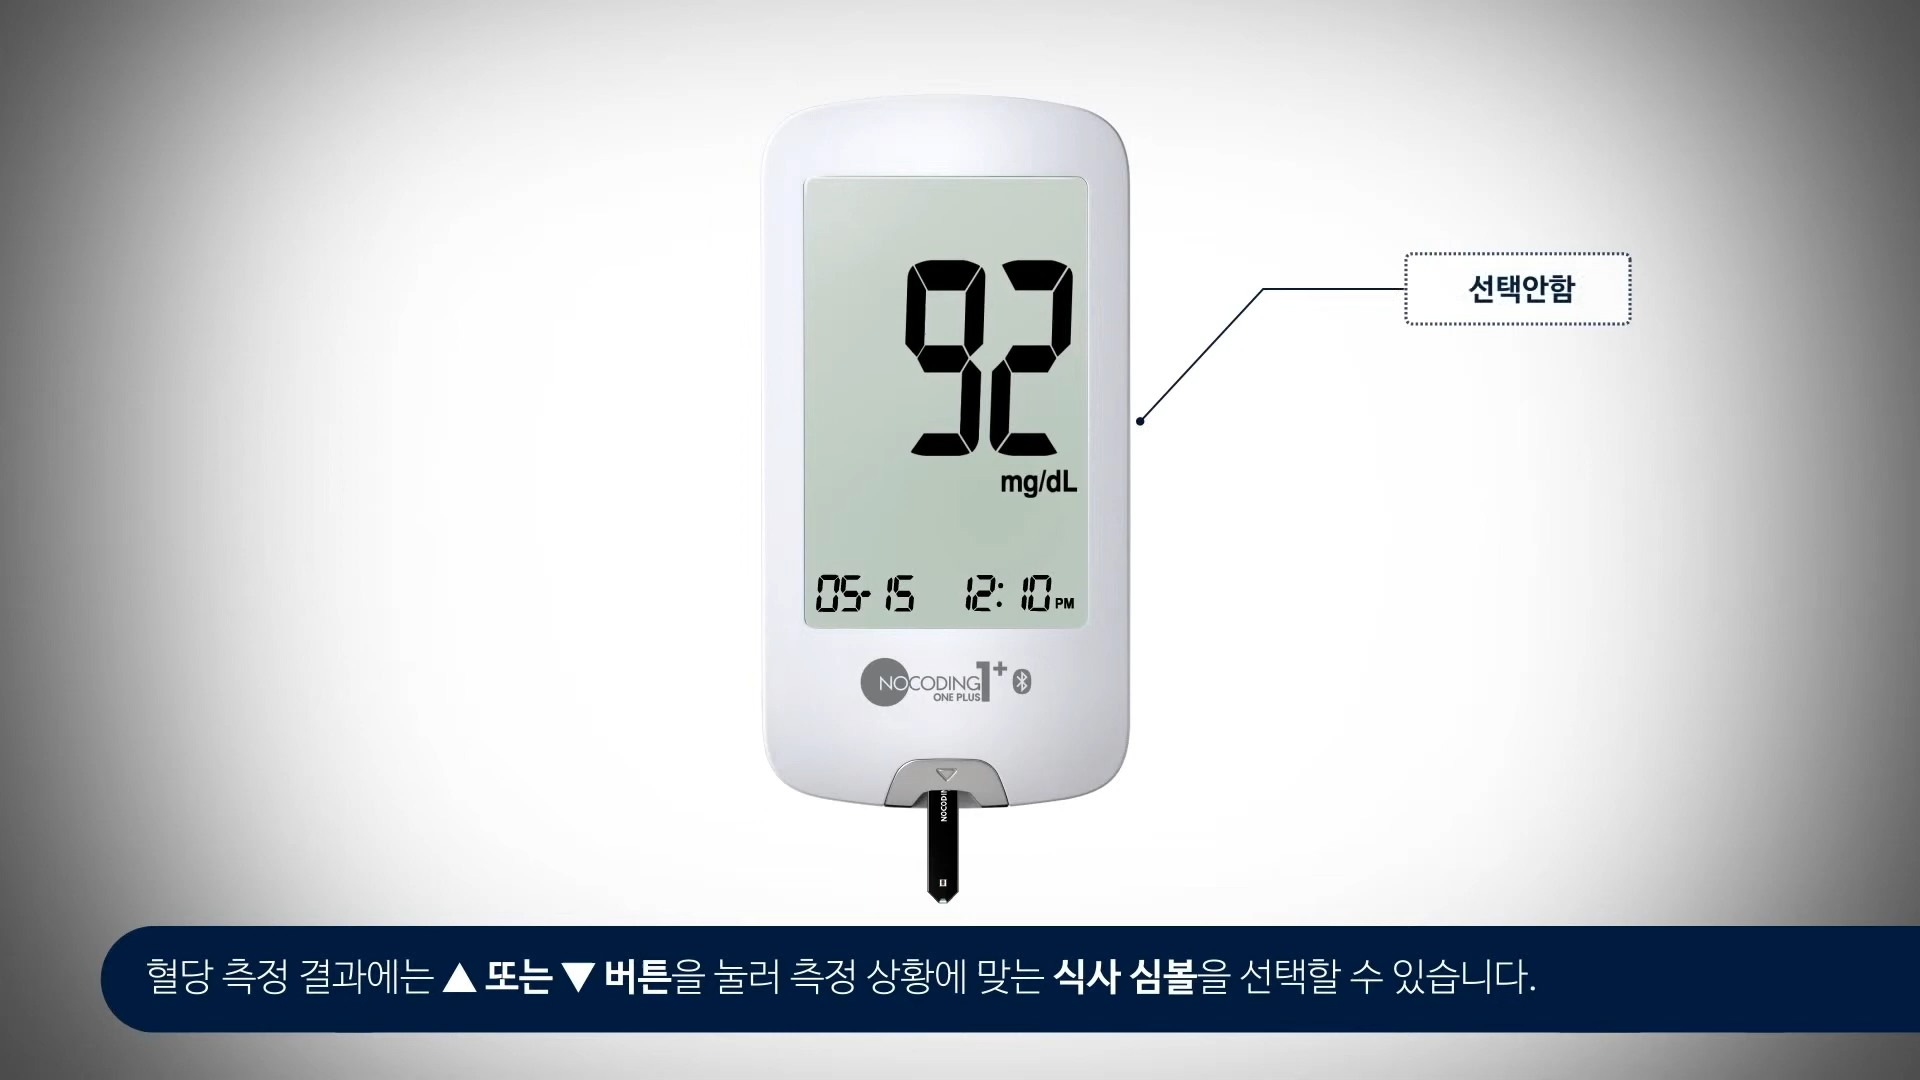 92
선택안함
mg/dL
05-15 12:10 PM
NOCODING 1+
ONE PLUS
NOCODIN
혈당 측정 결과에는 ▲ 또는 ▼ 버튼을 눌러 측정 상황에 맞는 식사 심볼을 선택할 수 있습니다.